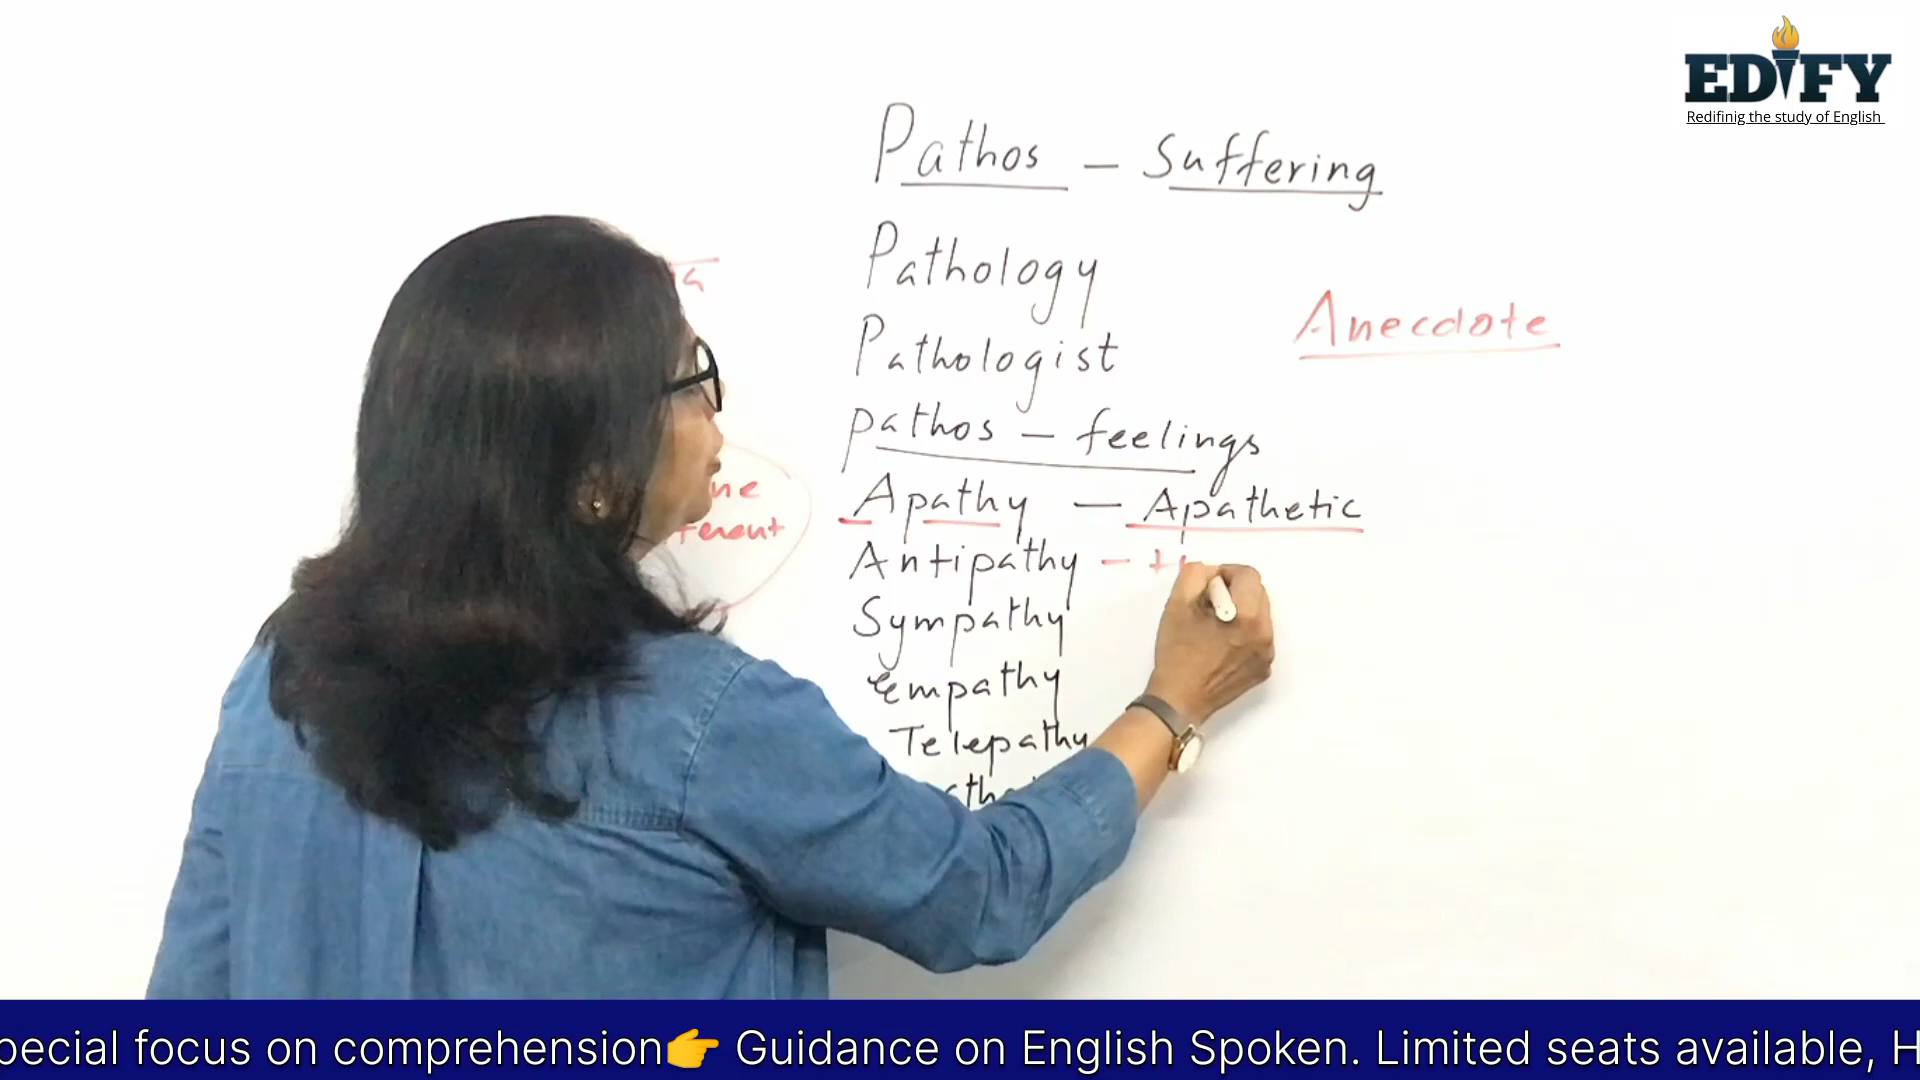 EDIFY
Redifinig the study of English
Pathos - Suffering
Pathology
Anecdote
Pathologist
pathos - feelings
Apathy - Apathetic
Antipathy -
Sympathy
Empathy
Telepathy
focus on comprehension👉 Guidance on English Spoken. Limited seats available,